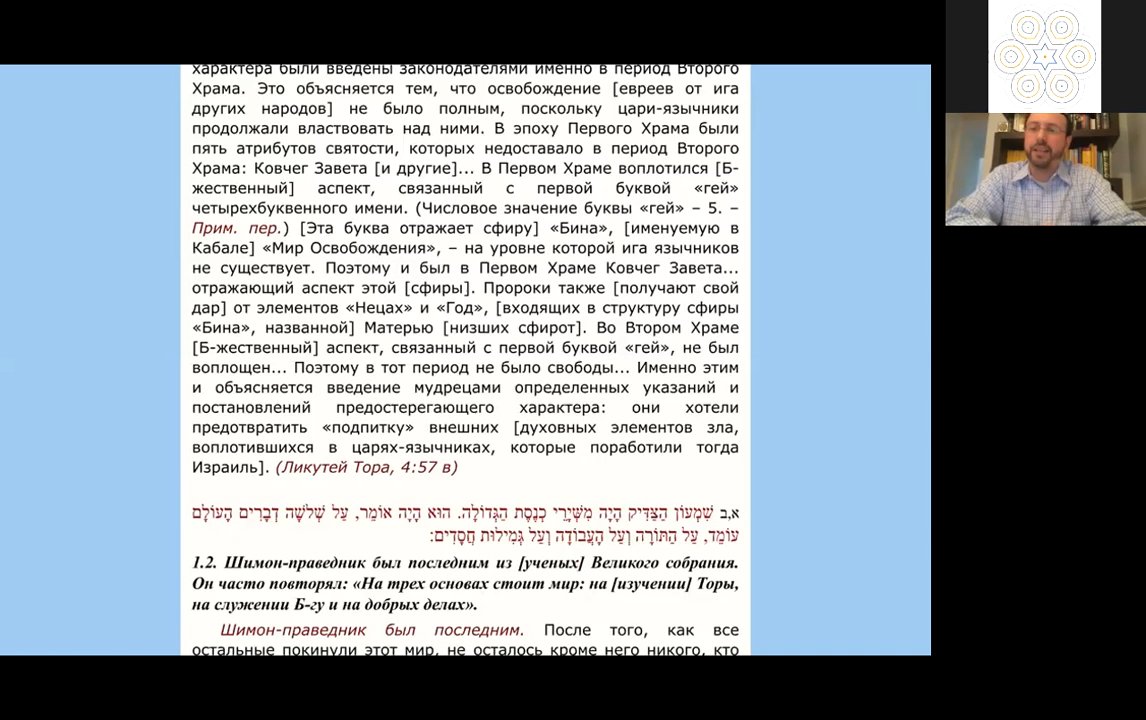 характера были введены законодателями именно в период Второго
Храма. Это объясняется тем, что освобождение [евреев от ига
других народов] не было полным, поскольку цари-язычники
продолжали властвовать над ними. В эпоху Первого Храма были
пять атрибутов святости, которых недоставало в период Второго
Храма: Ковчег Завета [и другие]... В Первом Храме воплотился [Б-
жественный] аспект, связанный с первой буквой «гей»
четырехбуквенного имени. (Числовое значение буквы «гей» – 5. –
Прим. пер.) [Эта буква отражает сфиру] «Бина», [именуемую в
Кабале] «Мир Освобождения», – на уровне которой ига язычников
не существует. Поэтому и был в Первом Храме Ковчег Завета...
отражающий аспект этой [сфиры]. Пророки также [получают свой
дар] от элементов «Нецах» и «Год», [входящих в структуру сфиры
«Бина», названной] Матерью [низших сфирот]. Во Втором Храме
[Б-жественный] аспект, связанный с первой буквой «гей», не был
воплощен... Поэтому в тот период не было свободы... Именно этим
и объясняется введение мудрецами определенных указаний и
постановлений предостерегающего характера: они хотели
предотвратить «подпитку» внешних [духовных элементов зла,
воплотившихся в царях-язычниках, которые поработили тогда
Израиль]. (Ликутей Тора, 4:57 в)
א,ב שִׁמְעוֹן הַצַּדִּיק הָיָה מִשְּׁיָרֵי כְנֶסֶת הַגְּדוֹלָה. הוּא הָיָה אוֹמֵר, עַל שְׁלֹשָׁה דְבָרִים הָעוֹלָם
עוֹמֵד, עַל הַתּוֹרָה וְעַל הָעֲבוֹדָה וְעַל גְּמִילוּת חֲסָדִים:
1.2. Шимон-праведник был последним из [ученых] Великого собрания.
Он часто повторял: «На трех основах стоит мир: на [изучении] Торы,
на служении Б-гу и на добрых делах».
Шимон-праведник был последним. После того, как все
остальные покинули этот мир, не осталось кроме него никого, кто